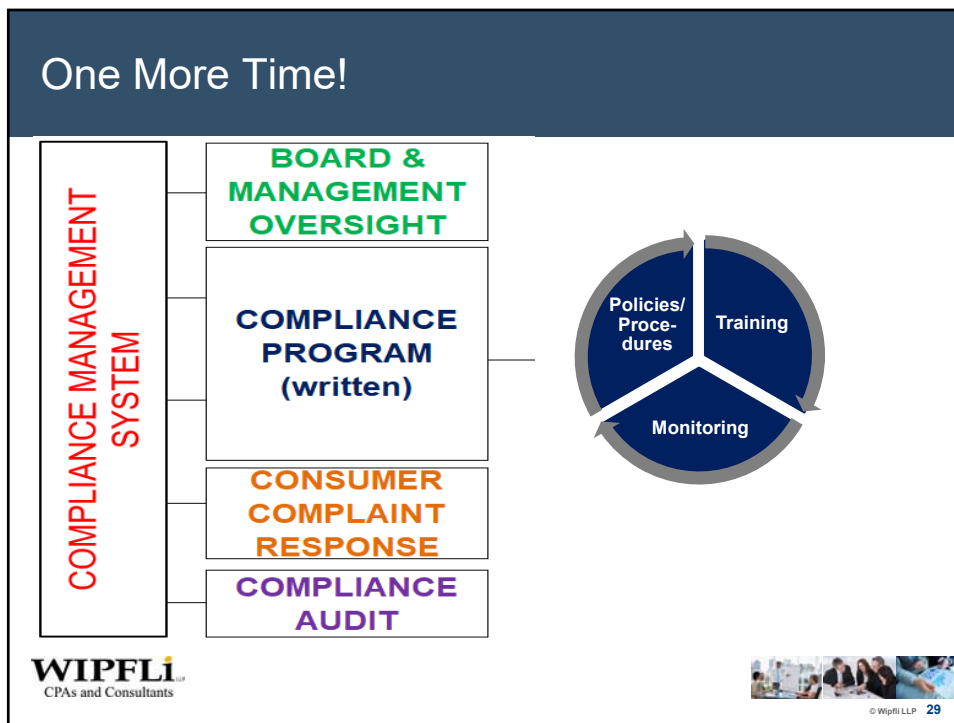 One More Time!
COMPLIANCE MANAGEMENT
SYSTEM
BOARD &
MANAGEMENT
OVERSIGHT
COMPLIANCE
PROGRAM
(written)
CONSUMER
COMPLAINT
RESPONSE
COMPLIANCE
AUDIT
Policies/
Proce-
dures
Training
Monitoring
WIPFLi LLP
CPAs and Consultants
© Wipfli LLP 29